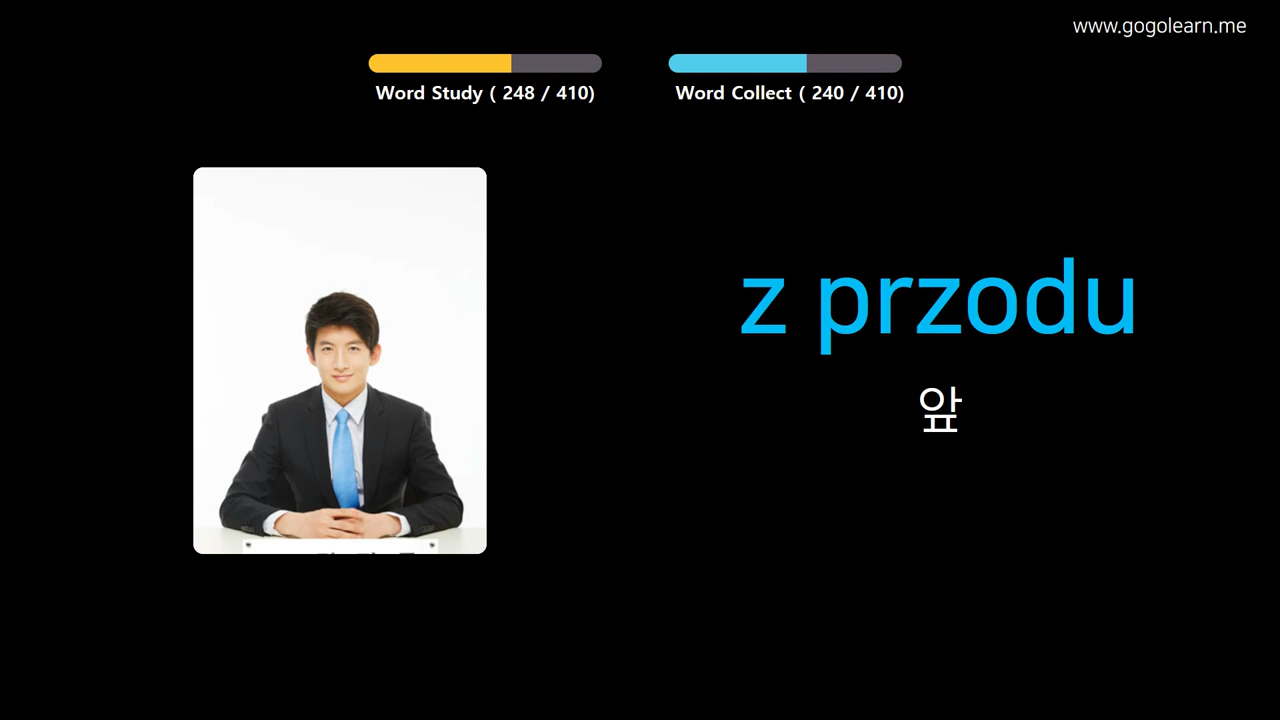 www.gogolearn.me
Word Study ( 248 / 410)
Word Collect ( 240 / 410)
z przodu
앞